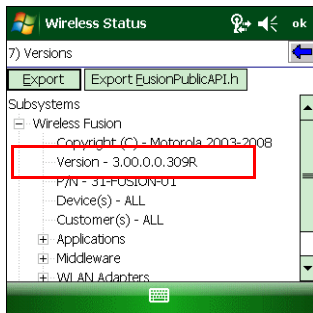 Wireless Status
ok
7) Versions
Export
Export FusionPublicAPI.h
Subsystems
Wireless Fusion
Copyright (C) - Motorola 2003-2008
Version - 3.00.0.0.309R
P/N - 31-FUSION-01
Device(s) - ALL
Customer(s) - ALL
Applications
Middleware
WLAN Adapters